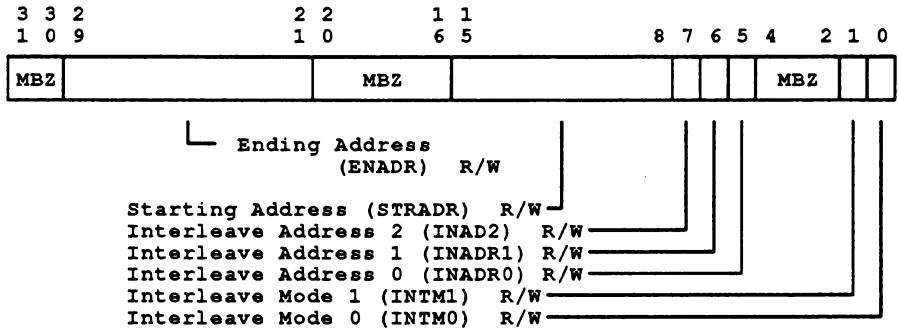 3 3 2 2 2 1 1
1 0 9 1 0 6 5 8 7 6 5 4 2 1 0
MBZ MBZ MBZ
Ending Address
(ENADR) R/W
Starting Address (STRADR) R/W
Interleave Address 2 (INAD2) R/W
Interleave Address 1 (INADR1) R/W
Interleave Address 0 (INADR0) R/W
Interleave Mode 1 (INTM1) R/W
Interleave Mode 0 (INTM0) R/W